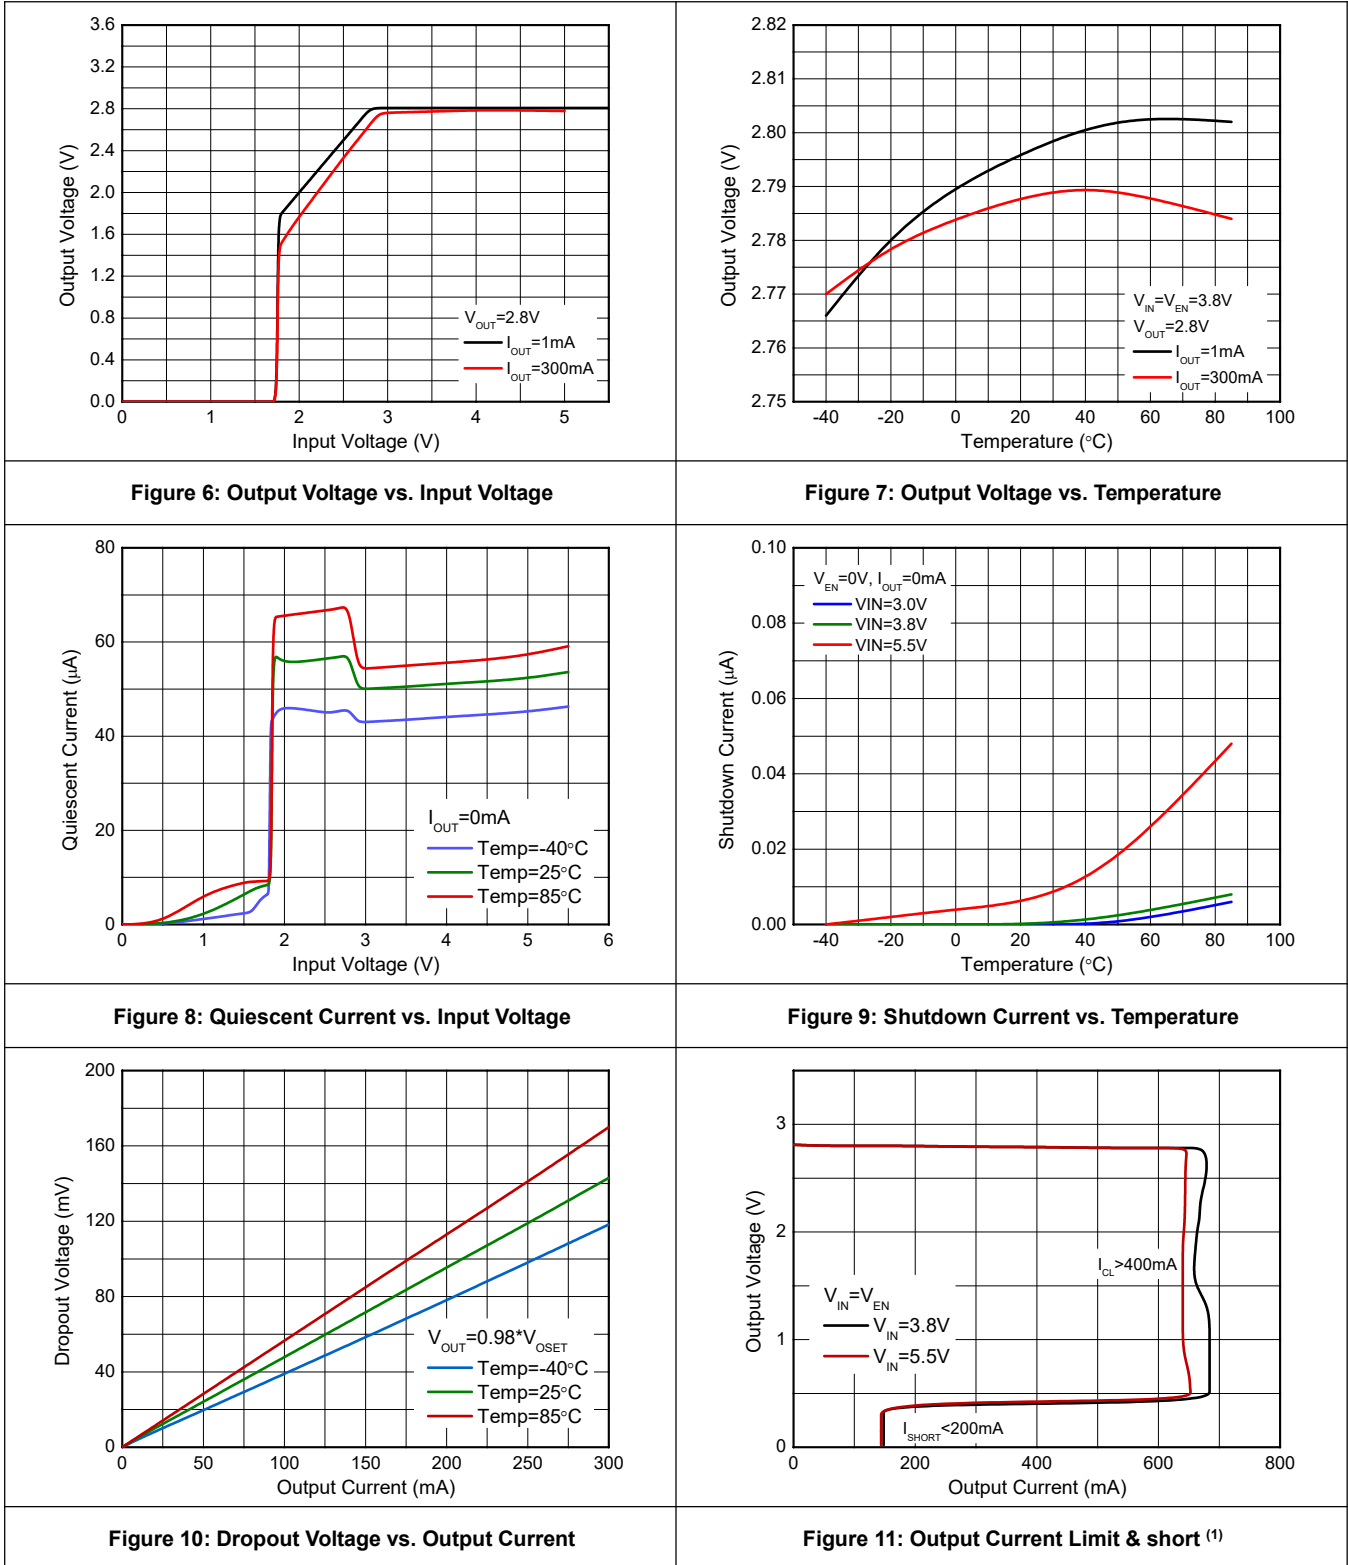 3.6
3.2
2.8
2.4
2.0
1.6
1.2
0.8
0.4
0.0
0 1 2 3 4 5
Output Voltage (V)
Input Voltage (V)
VOUT=2.8V
IOUT=1mA
IOUT=300mA
Figure 6: Output Voltage vs. Input Voltage
2.82
2.81
2.80
2.79
2.78
2.77
2.76
2.75
-40 -20 0 20 40 60 80 100
Output Voltage (V)
Temperature (°C)
VIN=VEN=3.8V
VOUT=2.8V
IOUT=1mA
IOUT=300mA
Figure 7: Output Voltage vs. Temperature
80
60
40
20
0
0 1 2 3 4 5 6
Quiescent Current (µA)
Input Voltage (V)
IOUT=0mA
Temp=-40°C
Temp=25°C
Temp=85°C
Figure 8: Quiescent Current vs. Input Voltage
0.10
0.08
0.06
0.04
0.02
0.00
-40 -20 0 20 40 60 80 100
Shutdown Current (µA)
Temperature (°C)
VEN=0V, IOUT=0mA
VIN=3.0V
VIN=3.8V
VIN=5.5V
Figure 9: Shutdown Current vs. Temperature
200
160
120
80
40
0
0 50 100 150 200 250 300
Dropout Voltage (mV)
Output Current (mA)
VOUT=0.98*VOSET
Temp=-40°C
Temp=25°C
Temp=85°C
Figure 10: Dropout Voltage vs. Output Current
3
2
1
0
0 200 400 600 800
Output Voltage (V)
Output Current (mA)
ICL>400mA
VIN=VEN
VIN=3.8V
VIN=5.5V
ISHORT<200mA
Figure 11: Output Current Limit & short (1)